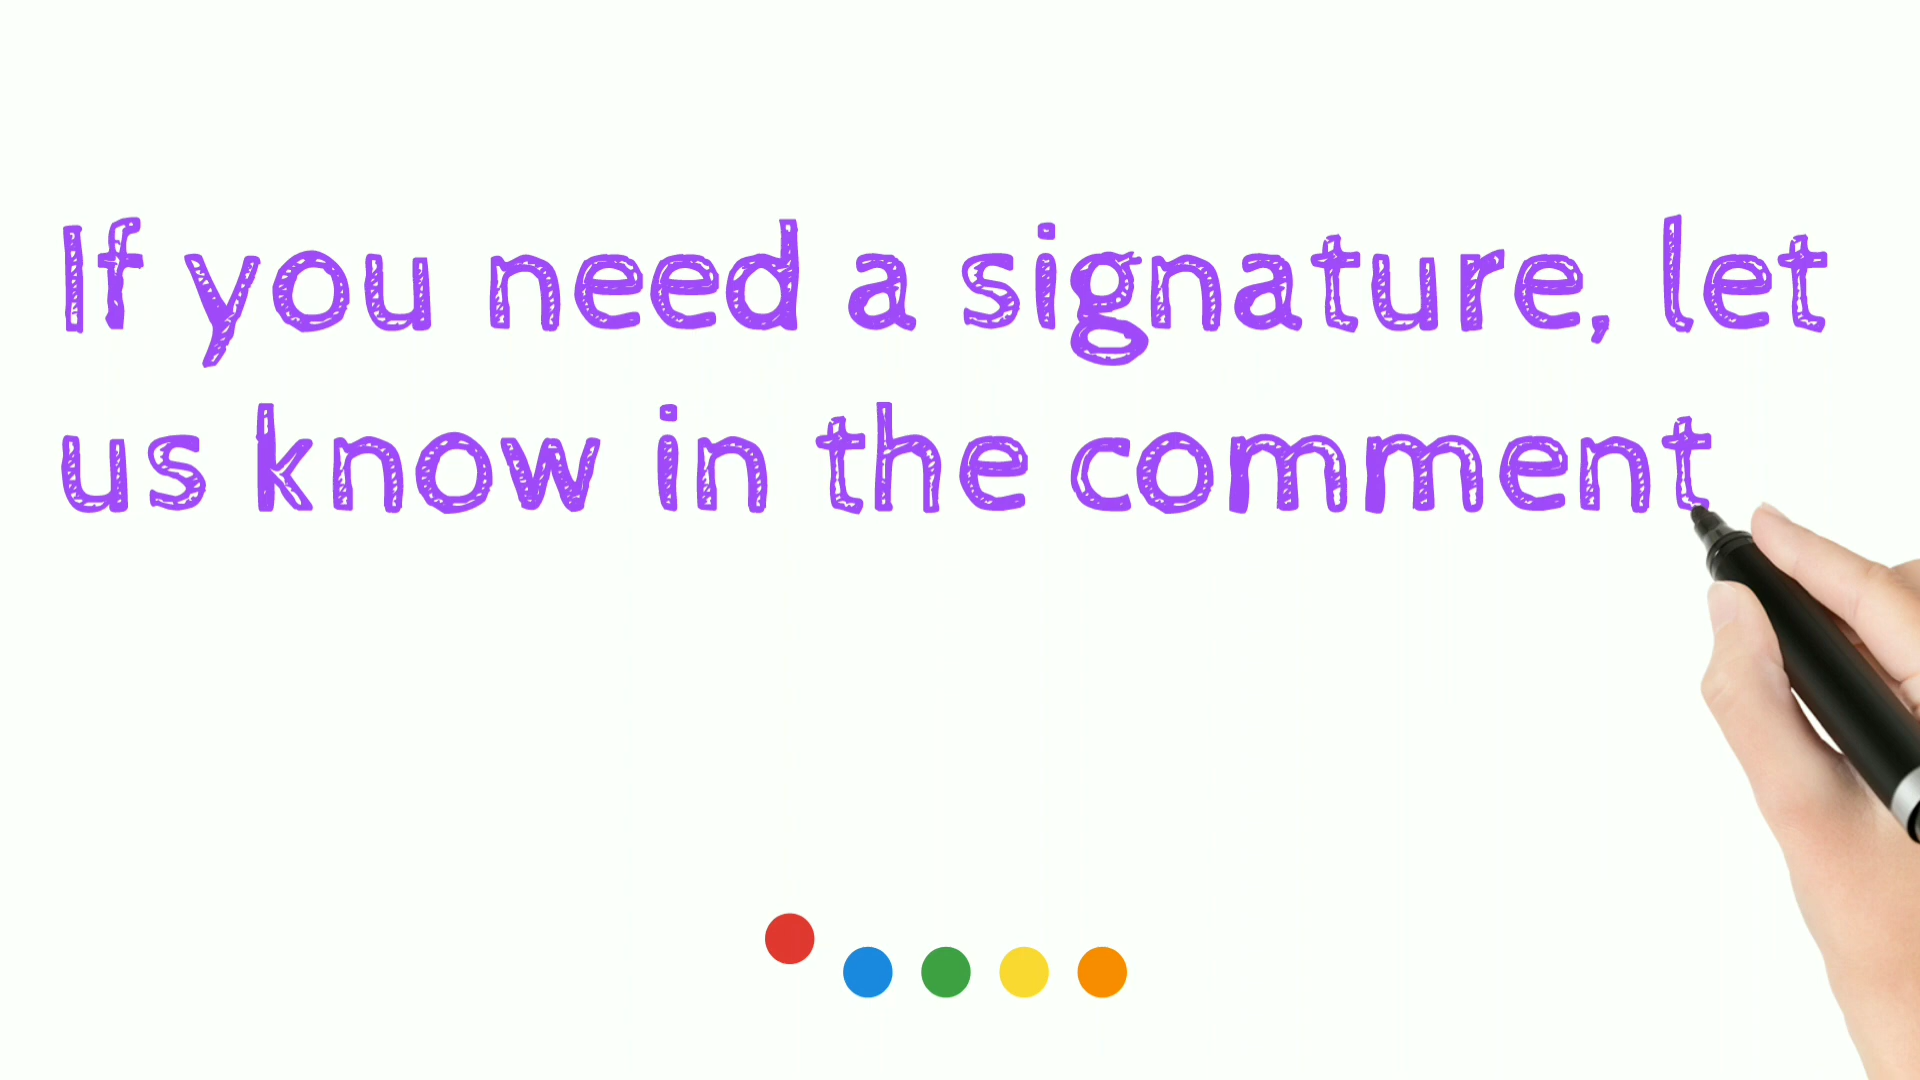 If you need a signature, let
us know in the comment